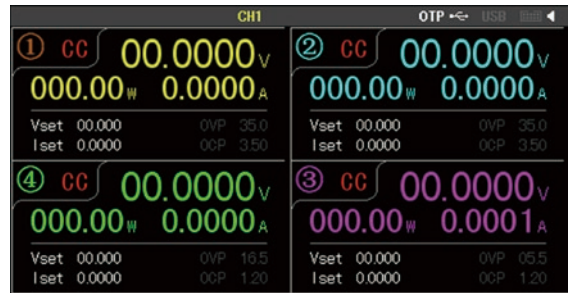 CH1 OTP USB
① CC 00.0000V
000.00W 0.0000A
Vset 00.000 OVP 35.0
Iset 0.0000 OCP 3.50
② CC 00.0000V
000.00W 0.0000A
Vset 00.000 OVP 35.0
Iset 0.0000 OCP 3.50
④ CC 00.0000V
000.00W 0.0000A
Vset 00.000 OVP 16.5
Iset 0.0000 OCP 1.20
③ CC 00.0000V
000.00W 0.0001A
Vset 00.000 OVP 05.5
Iset 0.0000 OCP 1.20